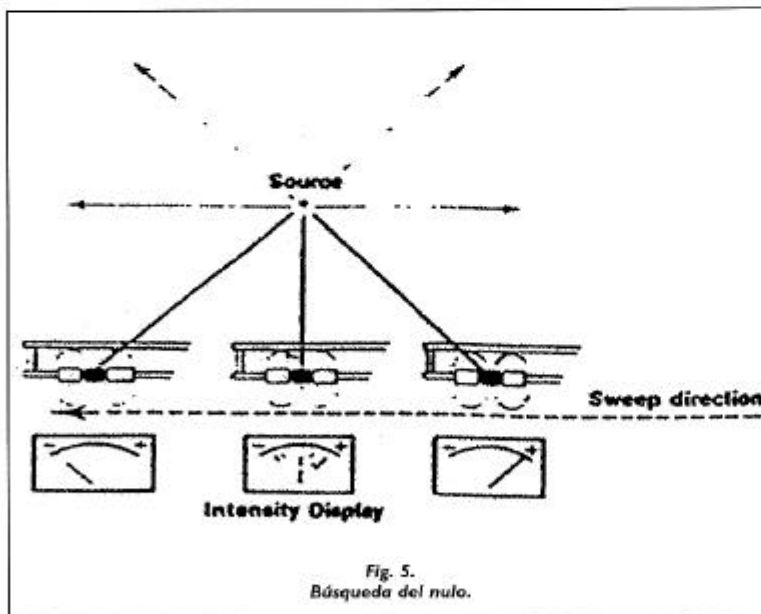 Source
Sweep direction
- +
- +
- +
Intensity Display
Fig. 5.
Búsqueda del nulo.